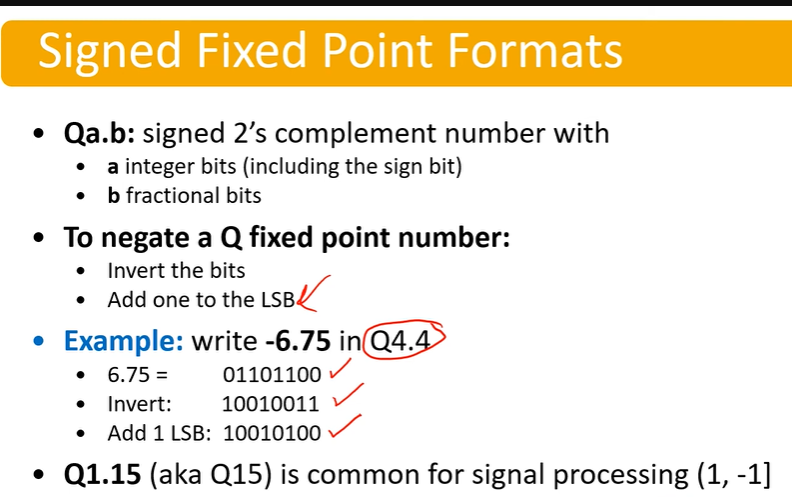 Signed Fixed Point Formats
• Qa.b: signed 2’s complement number with
• a integer bits (including the sign bit)
• b fractional bits
• To negate a Q fixed point number:
• Invert the bits
• Add one to the LSB
• Example: write -6.75 in Q4.4
• 6.75 = 01101100
• Invert: 10010011
• Add 1 LSB: 10010100
• Q1.15 (aka Q15) is common for signal processing (1, -1]